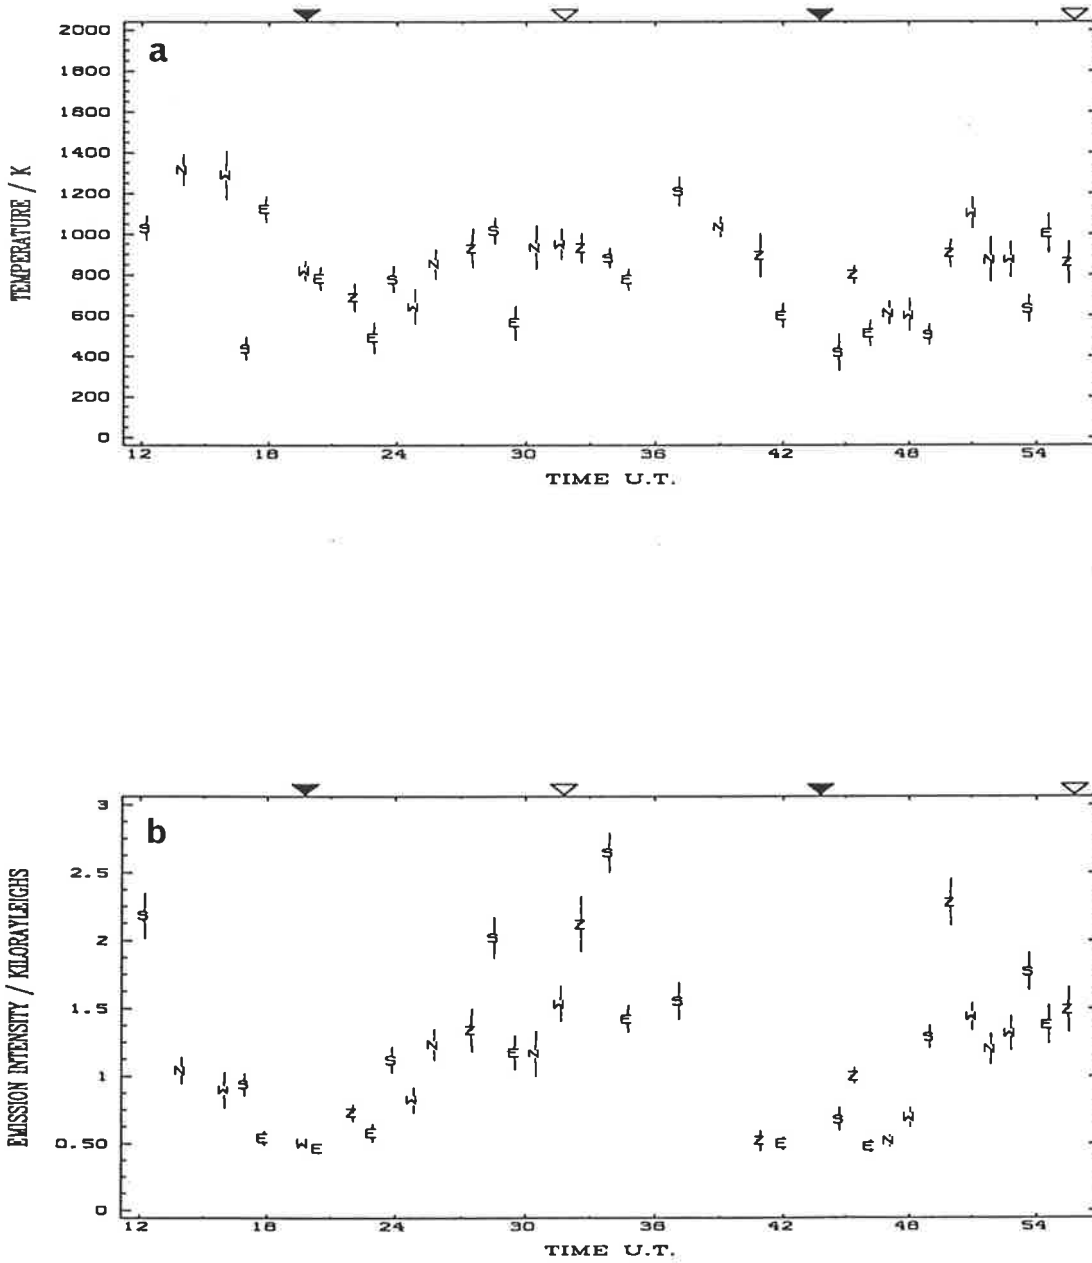 2000
a
1800
1600
1400
1200
1000
800
600
400
200
0
TEMPERATURE / K
12 18 24 30 36 42 48 54
TIME U.T.
S N W E S W E Z E S W N Z S E N W Z S E S N Z E S Z E N W S Z W N W S E Z
3
b
2.5
2
1.5
1
0.50
0
EMISSION INTENSITY / KILORAYLEIGHS
12 18 24 30 36 42 48 54
TIME U.T.
S N W S E W E Z E S W N Z S E N W Z S E S Z E S Z E N W S Z W N W S E Z